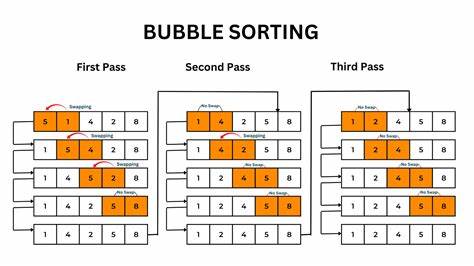 BUBBLE SORTING
First Pass
Swapping
5 1 4 2 8
Swapping
1 5 4 2 8
Swapping
1 4 5 2 8
No Swap
1 4 2 5 8
1 4 2 5 8
Second Pass
No Swap
1 4 2 5 8
Swapping
1 4 2 5 8
No Swap
1 2 4 5 8
No Swap
1 2 4 5 8
1 2 4 5 8
Third Pass
No Swap
1 2 4 5 8
No Swap
1 2 4 5 8
No Swap
1 2 4 5 8
No Swap
1 2 4 5 8
1 2 4 5 8